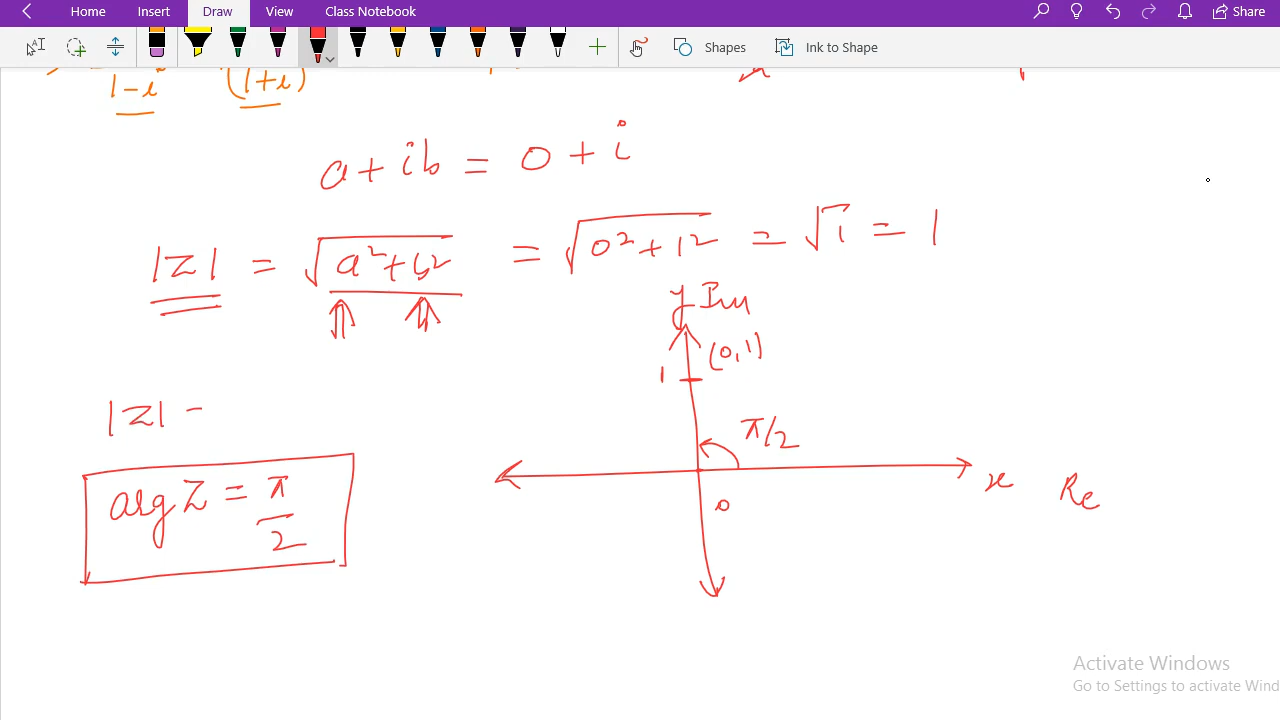 Home Insert Draw View Class Notebook Share
Shapes Ink to Shape
1-i (1+i)
a + ib = 0 + i
|z| = √a²+b² = √0²+1² = √1 = 1
y Im
(0,1)
1
|z| -
π/2
arg z = π/2
x Re
0
Activate Windows
Go to Settings to activate Wind